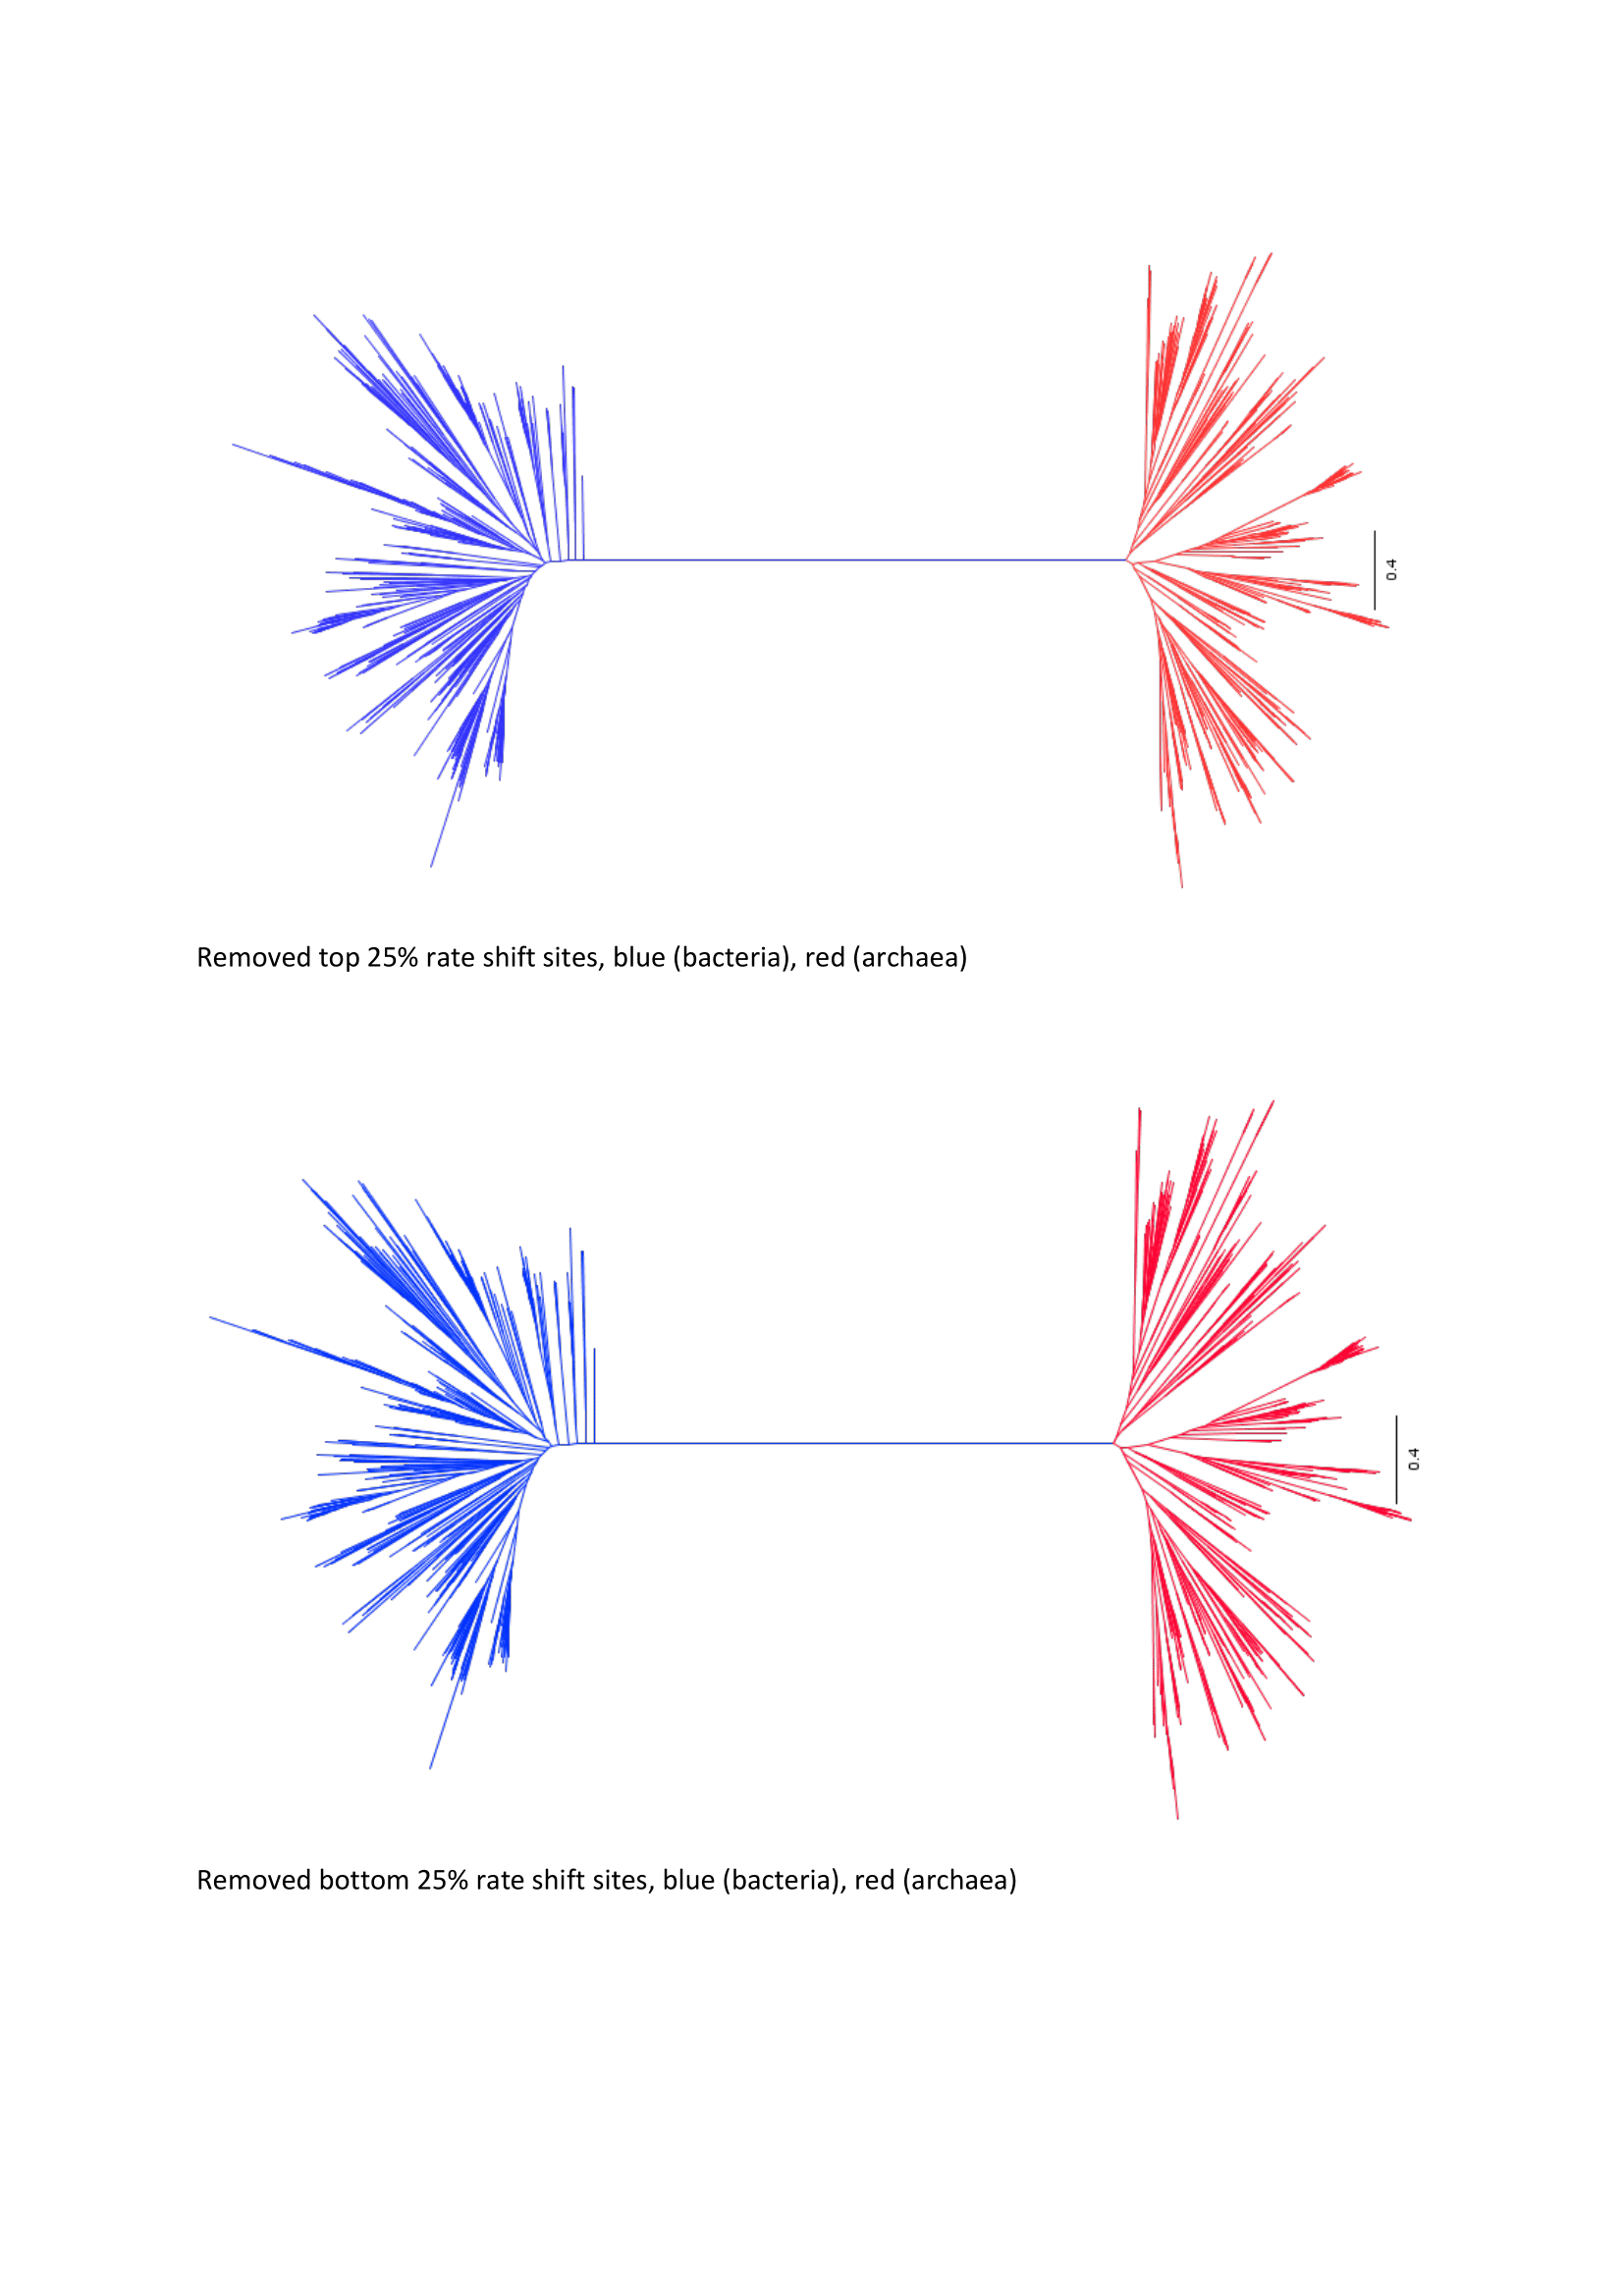 0.4
Removed top 25% rate shift sites, blue (bacteria), red (archaea)
0.4
Removed bottom 25% rate shift sites, blue (bacteria), red (archaea)